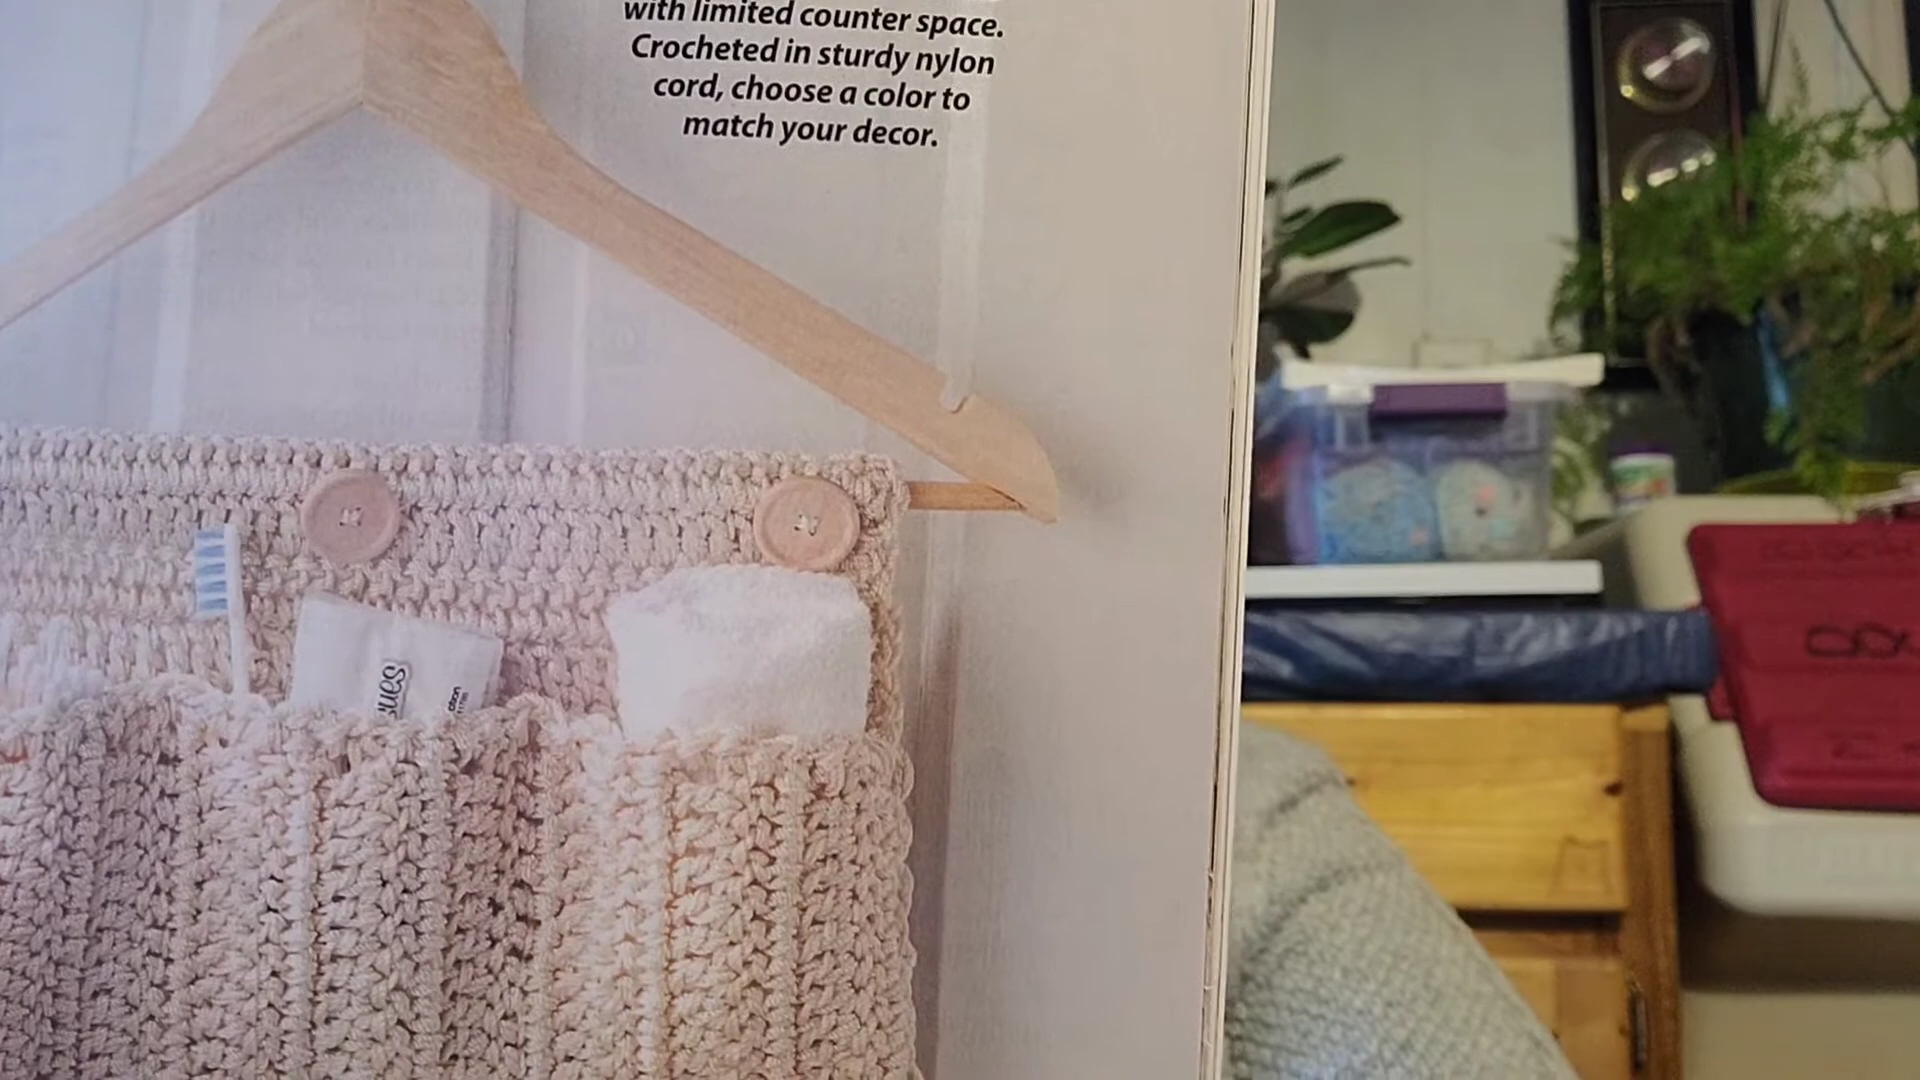 with limited counter space.
Crocheted in sturdy nylon
cord, choose a color to
match your decor.